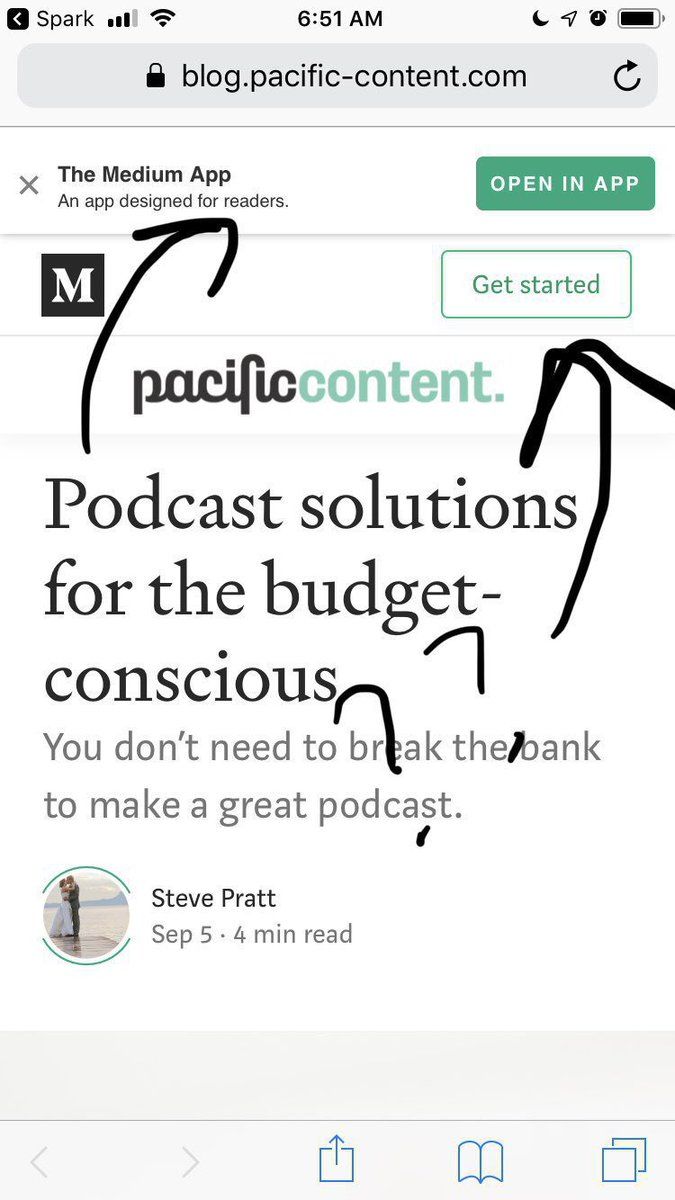 Spark
6:51 AM
blog.pacific-content.com
The Medium App
An app designed for readers.
OPEN IN APP
M
Get started
pacificcontent.
Podcast solutions
for the budget-
conscious
You don't need to break the bank
to make a great podcast.
Steve Pratt
Sep 5 · 4 min read
? ?